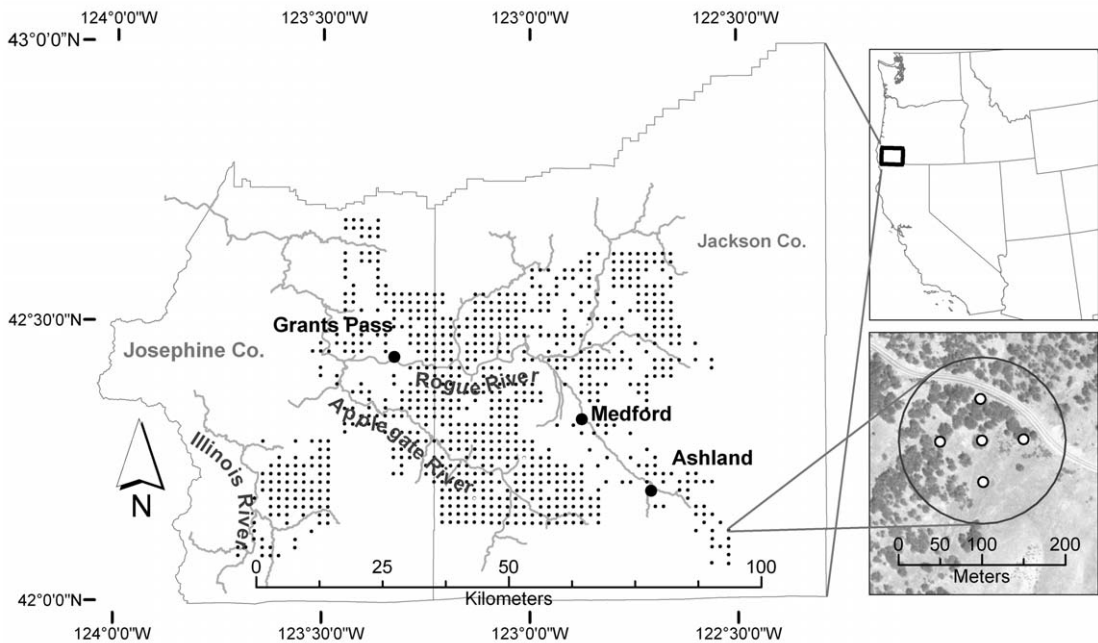 124°0'0"W 123°30'0"W 123°0'0"W 122°30'0"W
43°0'0"N
Jackson Co.
42°30'0"N
Grants Pass
Josephine Co.
Rogue River
Applegate River
Medford
Illinois River
Ashland
N
0 25 50 100
Kilometers
42°0'0"N
124°0'0"W 123°30'0"W 123°0'0"W 122°30'0"W
0 50 100 200
Meters